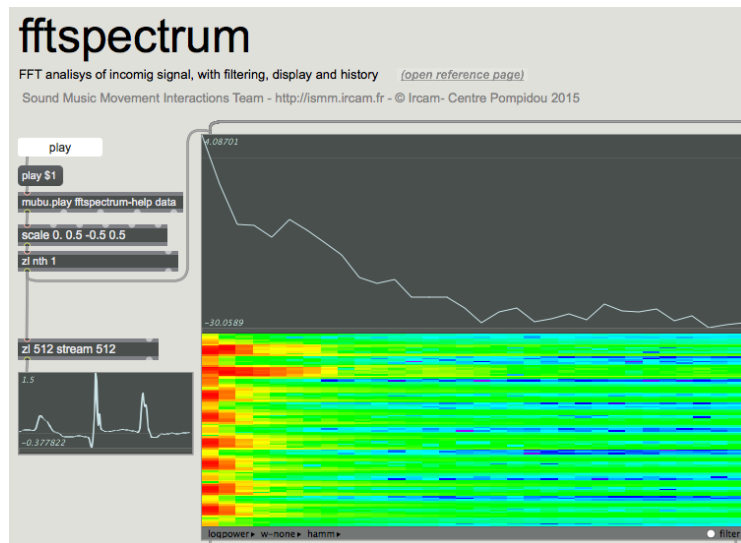 fftspectrum
FFT analisys of incomig signal, with filtering, display and history (open reference page)
Sound Music Movement Interactions Team - http://ismm.ircam.fr - © Ircam- Centre Pompidou 2015
play
play $1
mubu.play fftspectrum-help data
scale 0. 0.5 -0.5 0.5
zl nth 1
zl 512 stream 512
1.5
-0.377822
4.08701
-30.0589
logpower▸ w-none▸ hamm▸ filter